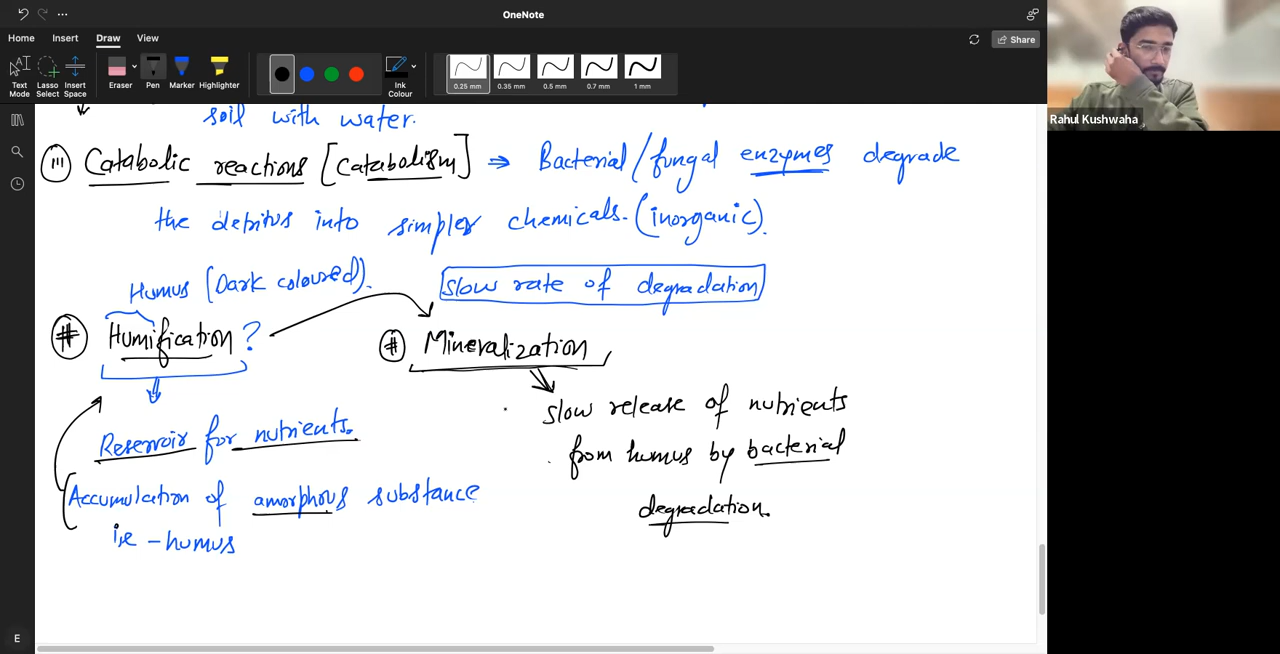 OneNote
Home Insert Draw View
Share
Text Mode
Lasso Select
Insert Space
Eraser
Pen
Marker
Highlighter
Ink Colour
0.25 mm 0.35 mm 0.5 mm 0.7 mm 1 mm
Rahul Kushwaha
soil with water.
(iii) Catabolic reactions [Catabolism] ⇒ Bacterial/fungal enzymes degrade
the detritus into simpler chemicals. (inorganic).
Humus (Dark coloured).
Slow rate of degradation
# Humification?
# Mineralization
slow release of nutrients
from humus by bacterial
degradation.
Reservoir for nutrients.
Accumulation of amorphous substance
i.e - humus
E